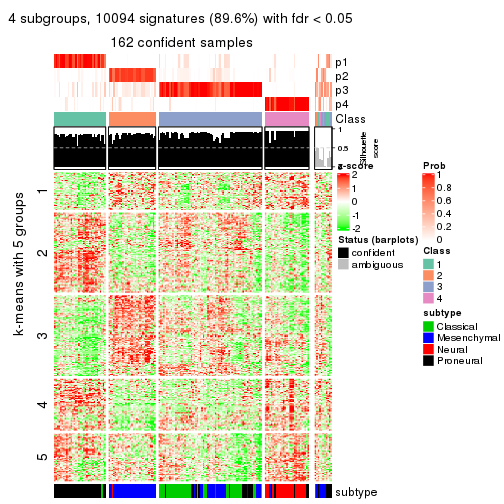 4 subgroups, 10094 signatures (89.6%) with fdr < 0.05
162 confident samples
p1
p2
p3
p4
Class
1
0.5
0
Silhouette
score
k-means with 5 groups
1
2
3
4
5
subtype
z-score
2
1
0
-1
-2
Status (barplots)
confident
ambiguous
Prob
1
0.8
0.6
0.4
0.2
0
Class
1
2
3
4
subtype
Classical
Mesenchymal
Neural
Proneural